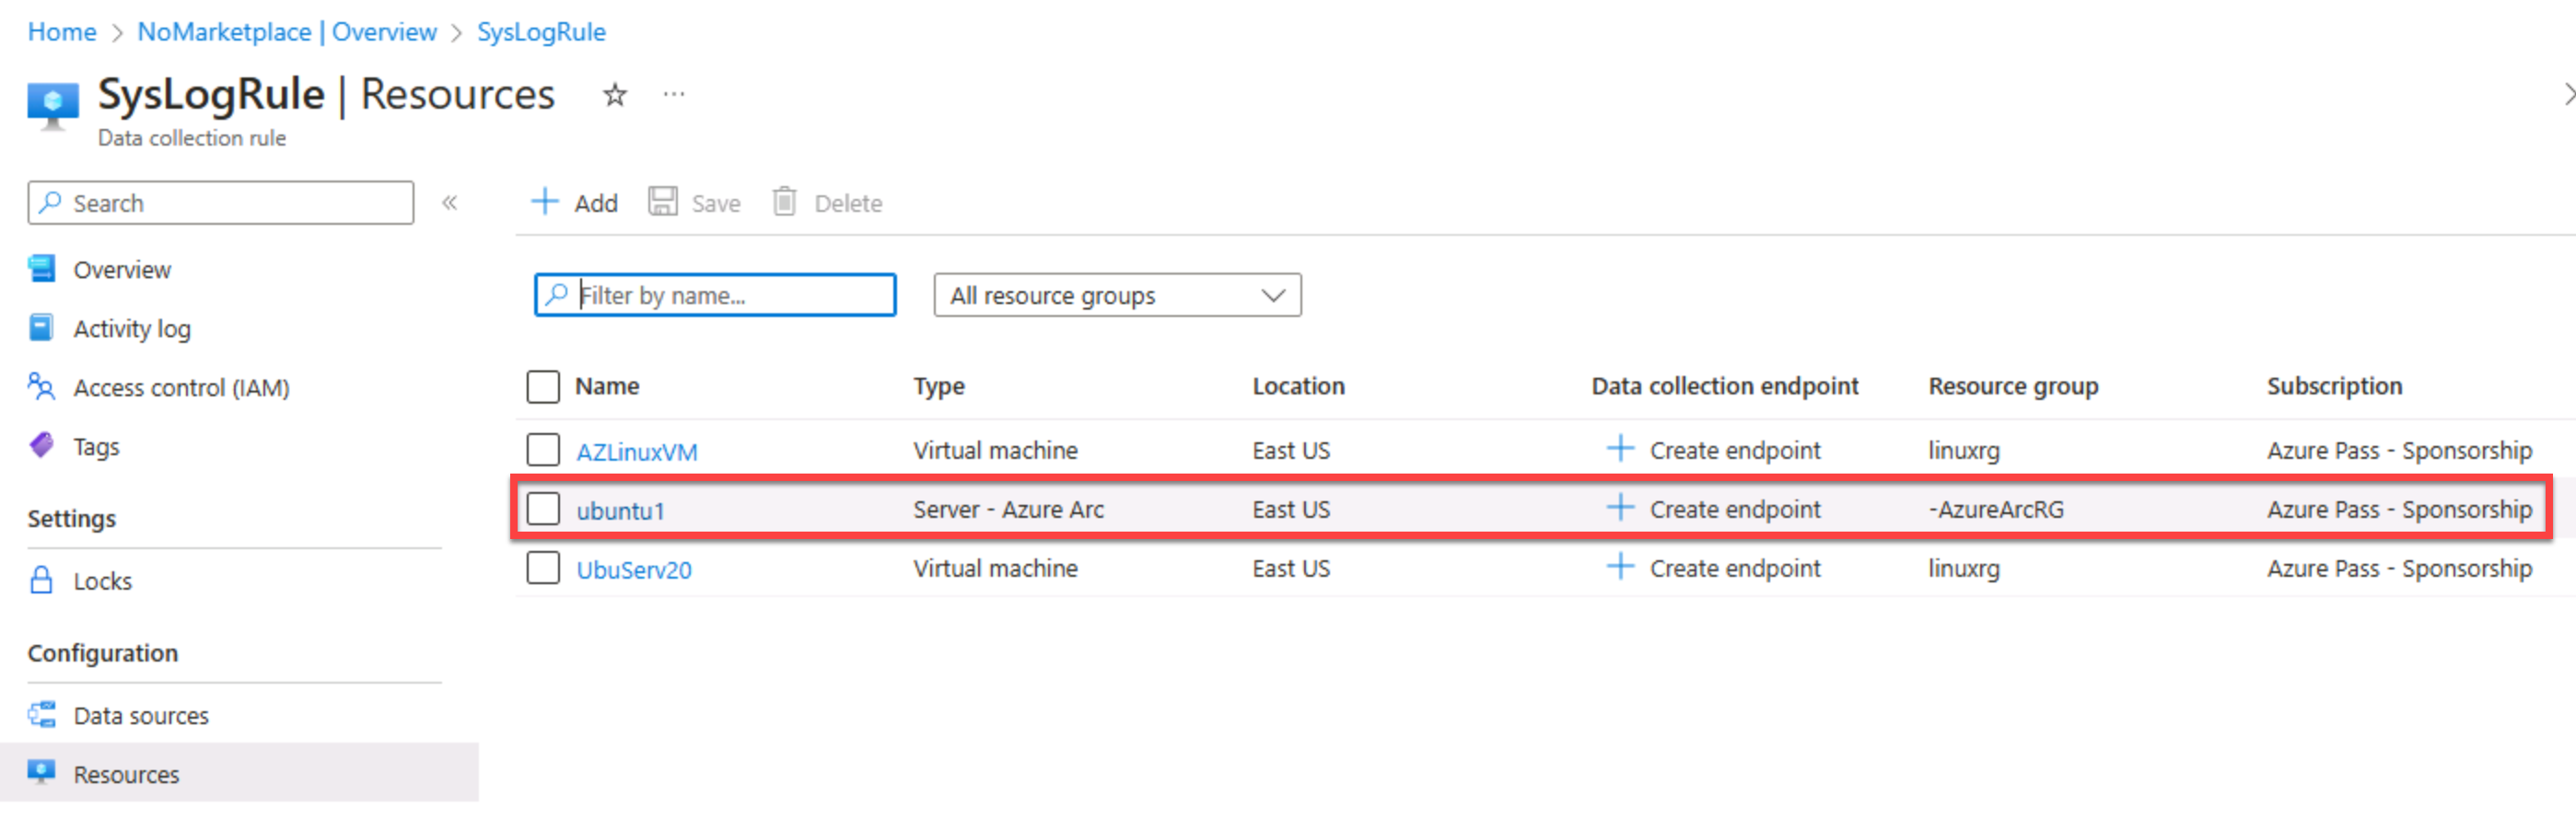 Home > NoMarketplace | Overview > SysLogRule
SysLogRule | Resources
Data collection rule
Search
Overview
Activity log
Access control (IAM)
Tags
Settings
Locks
Configuration
Data sources
Resources
Add Save Delete
Filter by name... All resource groups
Name Type Location Data collection endpoint Resource group Subscription
AZLinuxVM Virtual machine East US Create endpoint linuxrg Azure Pass - Sponsorship
ubuntu1 Server - Azure Arc East US Create endpoint -AzureArcRG Azure Pass - Sponsorship
UbuServ20 Virtual machine East US Create endpoint linuxrg Azure Pass - Sponsorship